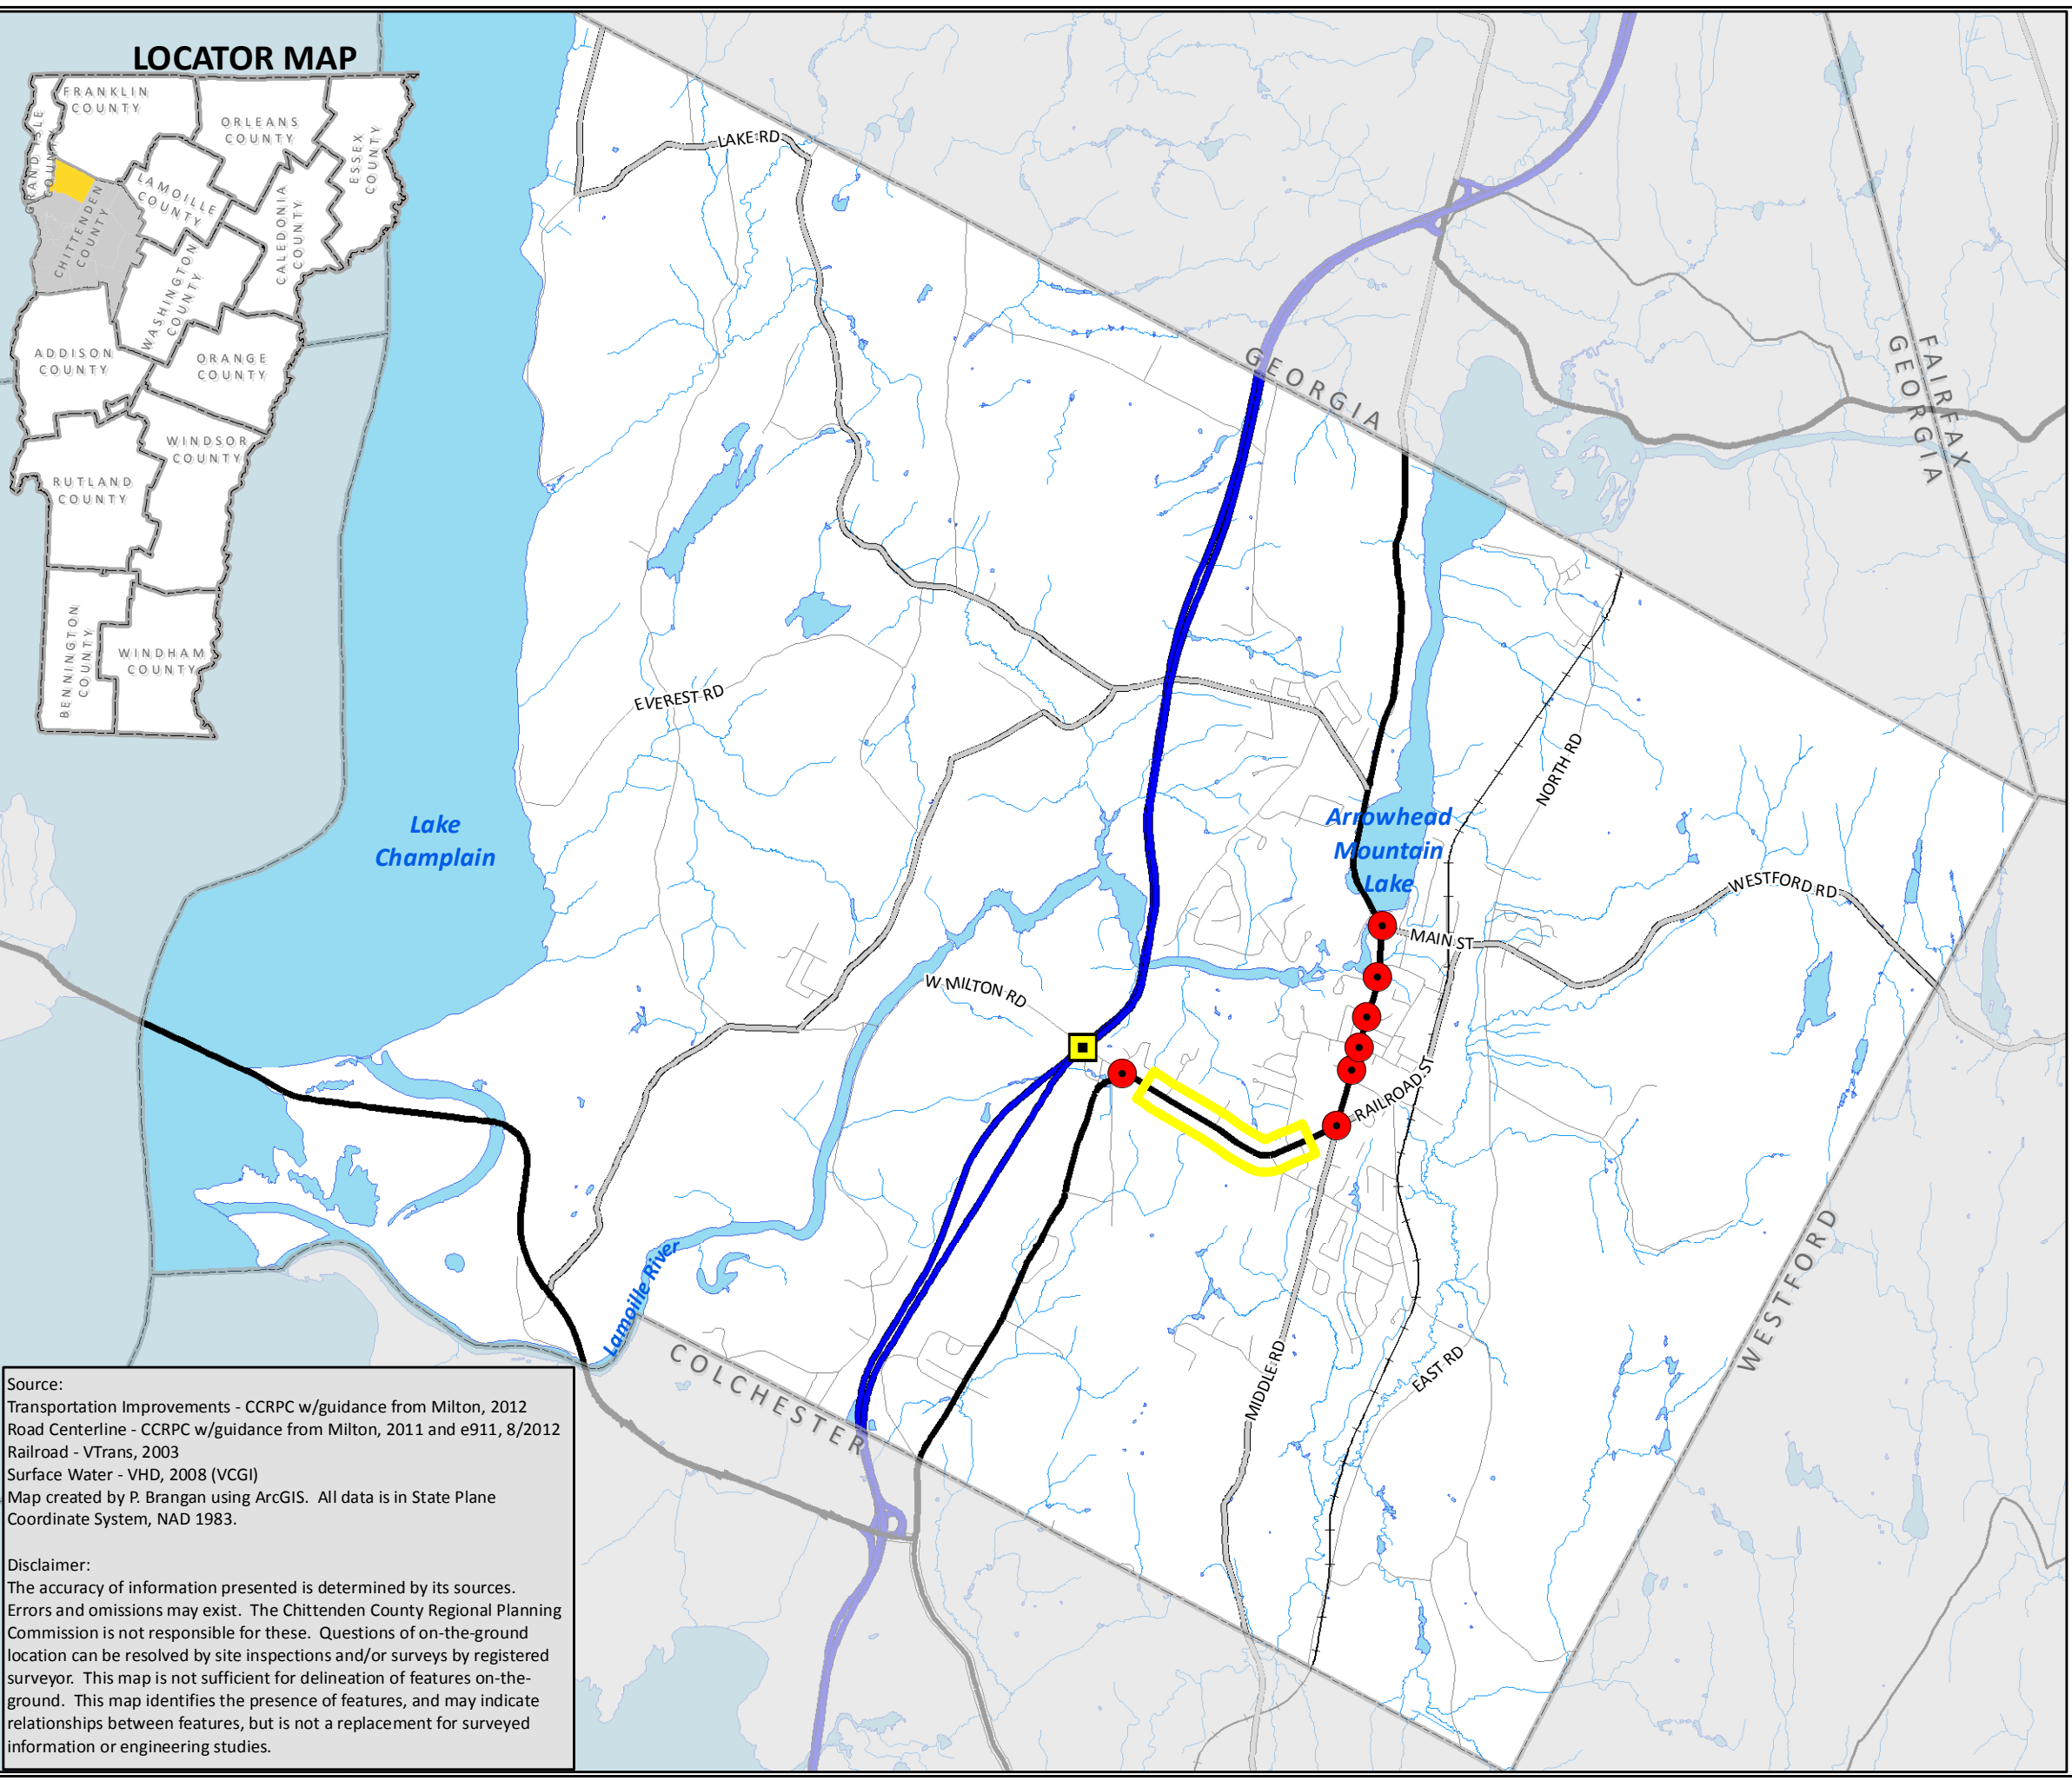 LOCATOR MAP
FRANKLIN
COUNTY
GRAND ISLE
COUNTY
ORLEANS
COUNTY
ESSEX
COUNTY
LAMOILLE
COUNTY
CHITTENDEN
COUNTY
CALEDONIA
COUNTY
WASHINGTON
COUNTY
ADDISON
COUNTY
ORANGE
COUNTY
WINDSOR
COUNTY
RUTLAND
COUNTY
BENNINGTON
COUNTY
WINDHAM
COUNTY
LAKE RD
GEORGIA
FAIRFAX
GEORGIA
EVEREST RD
NORTH RD
Lake
Champlain
Arrowhead
Mountain
Lake
WESTFORD RD
MAIN ST
W MILTON RD
RAILROAD ST
Lamoille River
WESTFORD
COLCHESTER
MIDDLE RD
EAST RD
Source:
Transportation Improvements - CCRPC w/guidance from Milton, 2012
Road Centerline - CCRPC w/guidance from Milton, 2011 and e911, 8/2012
Railroad - VTrans, 2003
Surface Water - VHD, 2008 (VCGI)
Map created by P. Brangan using ArcGIS.  All data is in State Plane
Coordinate System, NAD 1983.
Disclaimer:
The accuracy of information presented is determined by its sources.
Errors and omissions may exist.  The Chittenden County Regional Planning
Commission is not responsible for these.  Questions of on-the-ground
location can be resolved by site inspections and/or surveys by registered
surveyor.  This map is not sufficient for delineation of features on-the-
ground.  This map identifies the presence of features, and may indicate
relationships between features, but is not a replacement for surveyed
information or engineering studies.